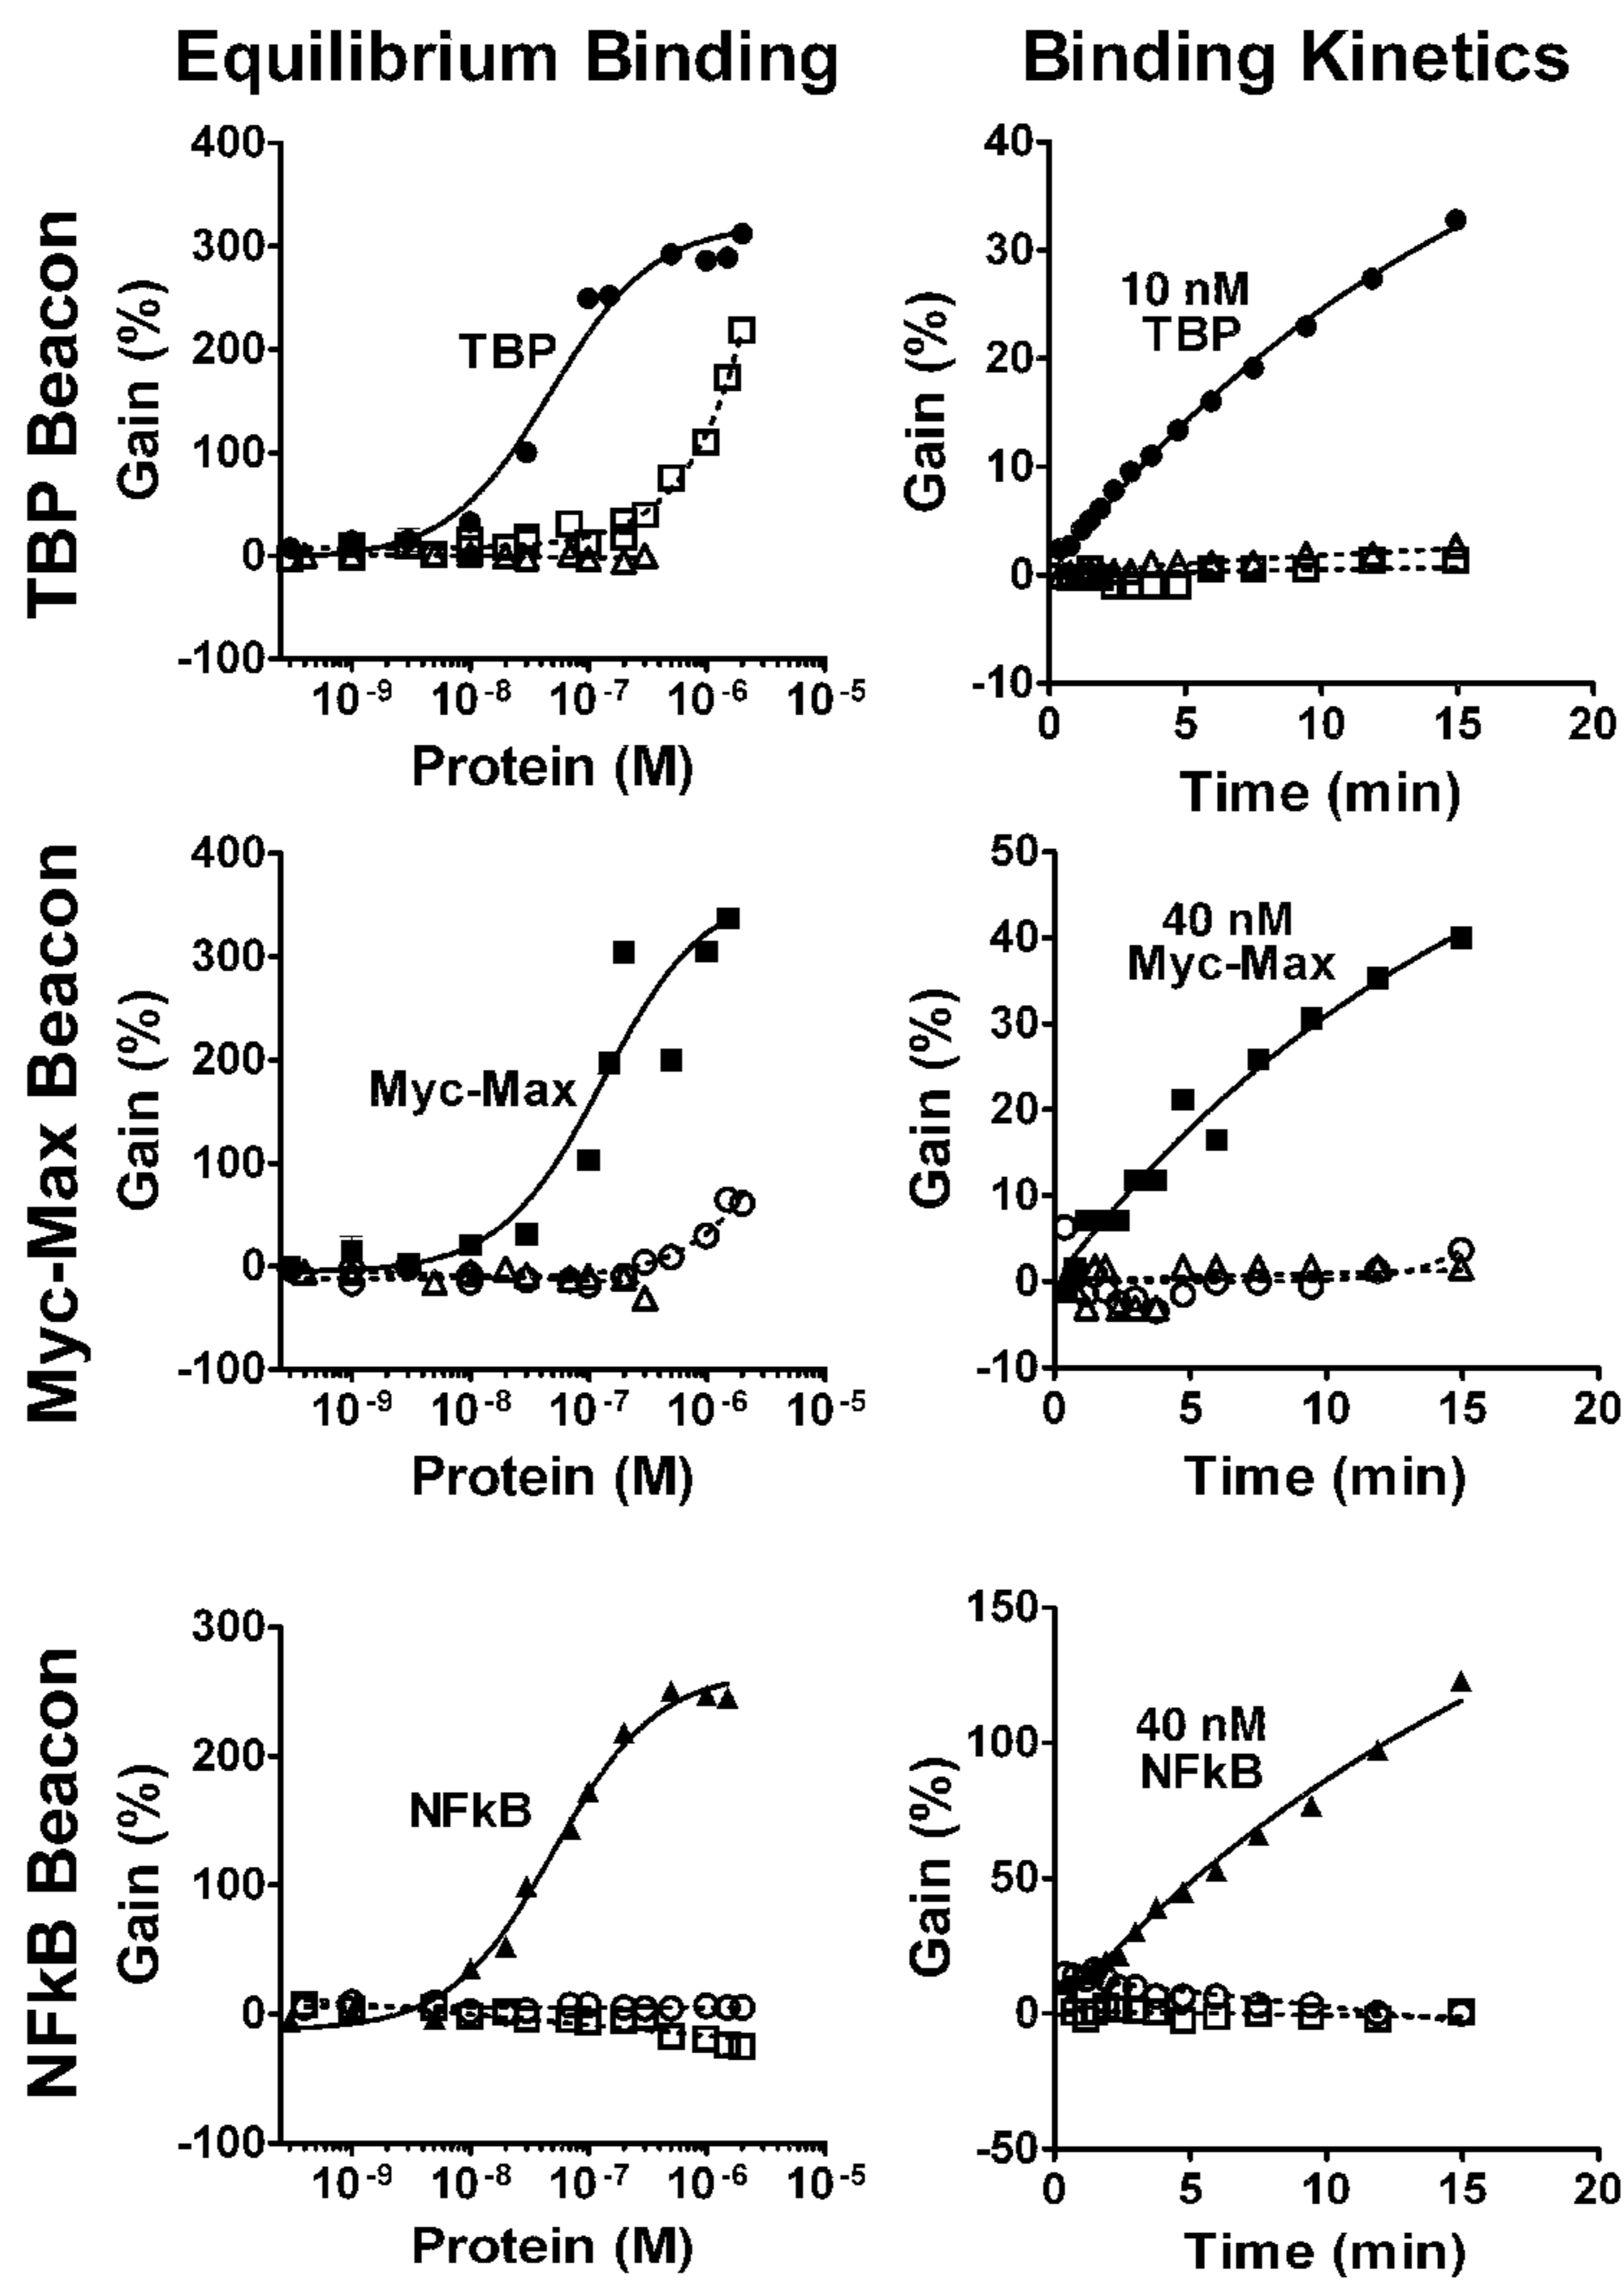 Equilibrium Binding
Binding Kinetics
TBP Beacon
Gain (%)
400
300
200
100
0
-100
TBP
10-9
10-8
10-7
10-6
10-5
Protein (M)
Gain (%)
40
30
20
10
0
-10
10 nM
TBP
0
5
10
15
20
Time (min)
Myc-Max Beacon
Gain (%)
400
300
200
100
0
-100
Myc-Max
10-9
10-8
10-7
10-6
10-5
Protein (M)
Gain (%)
50
40
30
20
10
0
-10
40 nM
Myc-Max
0
5
10
15
20
Time (min)
NFkB Beacon
Gain (%)
300
200
100
0
-100
NFkB
10-9
10-8
10-7
10-6
10-5
Protein (M)
Gain (%)
150
100
50
0
-50
40 nM
NFkB
0
5
10
15
20
Time (min)